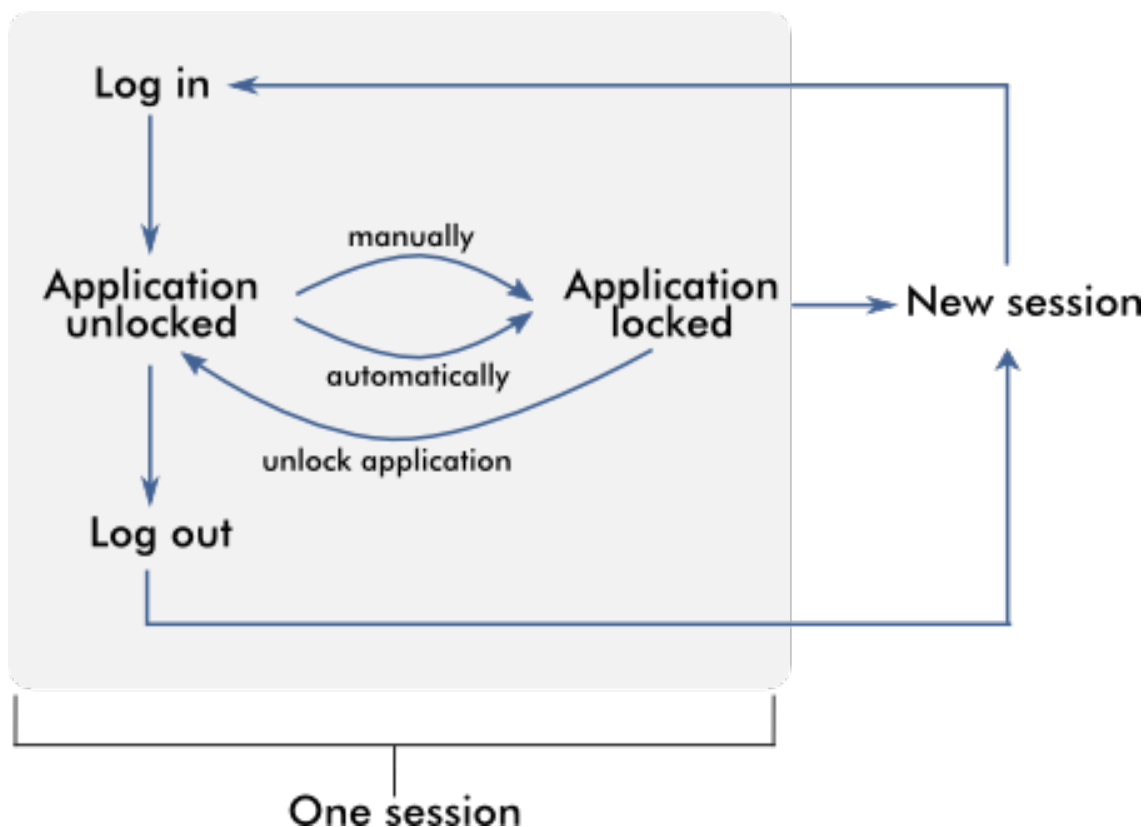 Log in
manually
Application
unlocked
Application
locked
New session
automatically
unlock application
Log out
One session